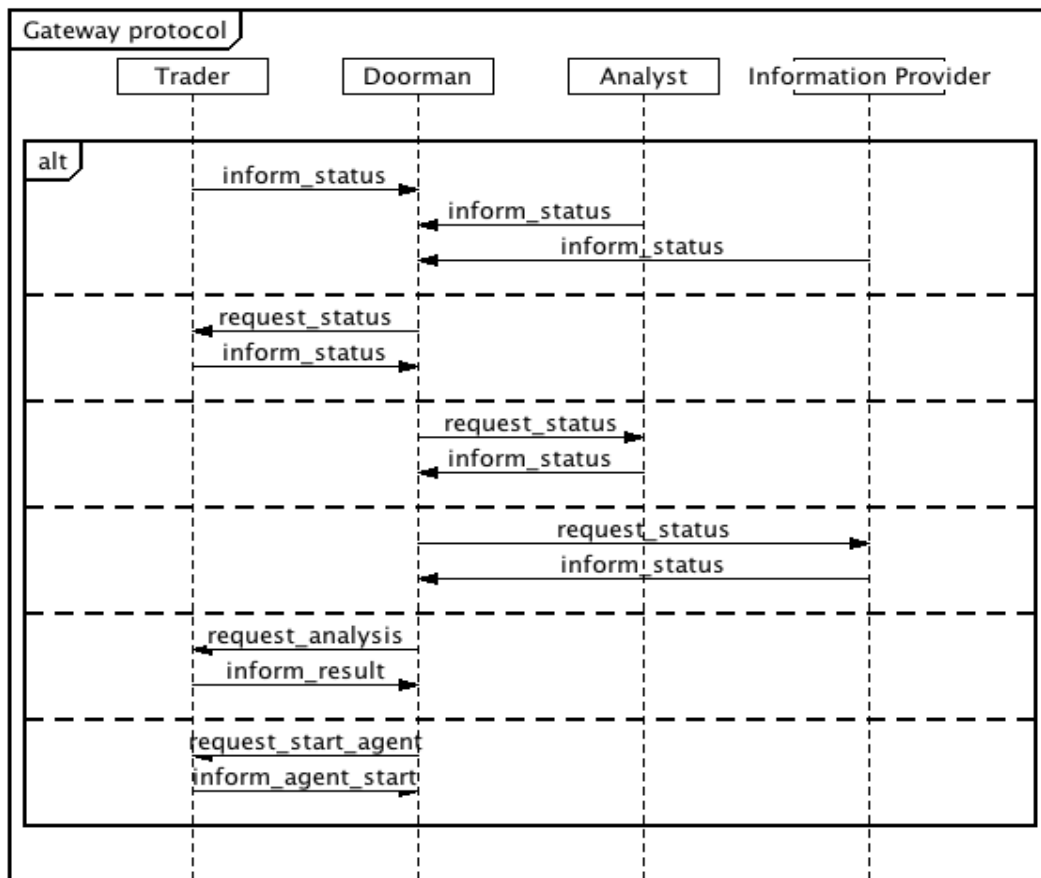 Gateway protocol
Trader
Doorman
Analyst
Information Provider
alt
inform_status
inform_status
inform_status
request_status
inform_status
request_status
inform_status
request_status
inform_status
request_analysis
inform_result
request_start_agent
inform_agent_start